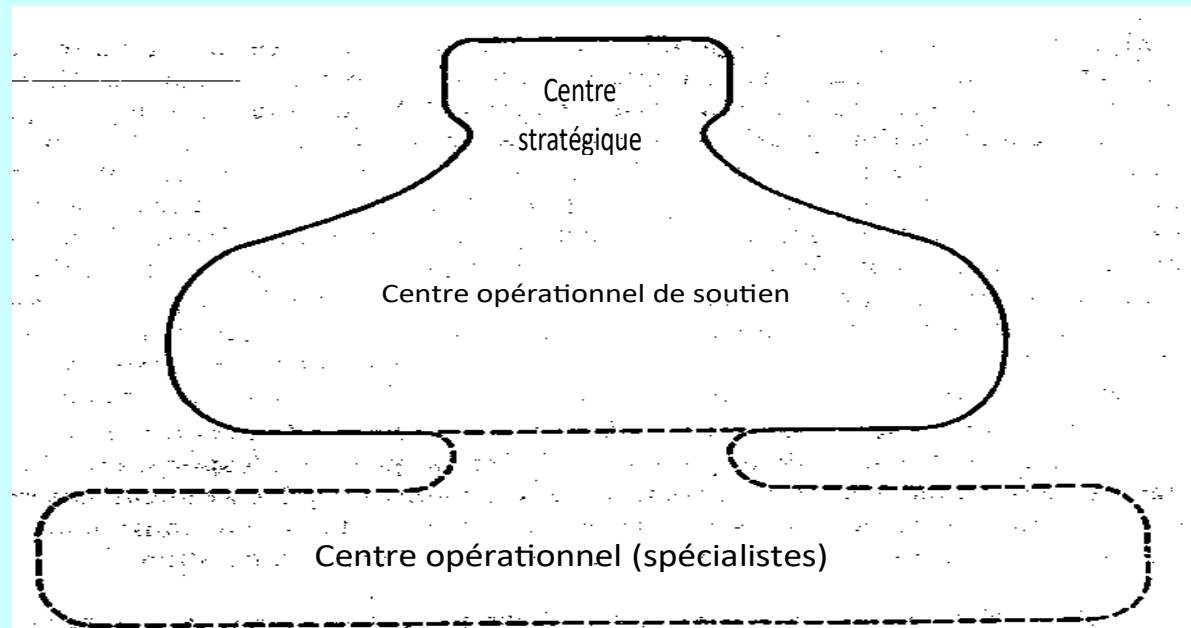 Centre
stratégique
Centre opérationnel de soutien
Centre opérationnel (spécialistes)